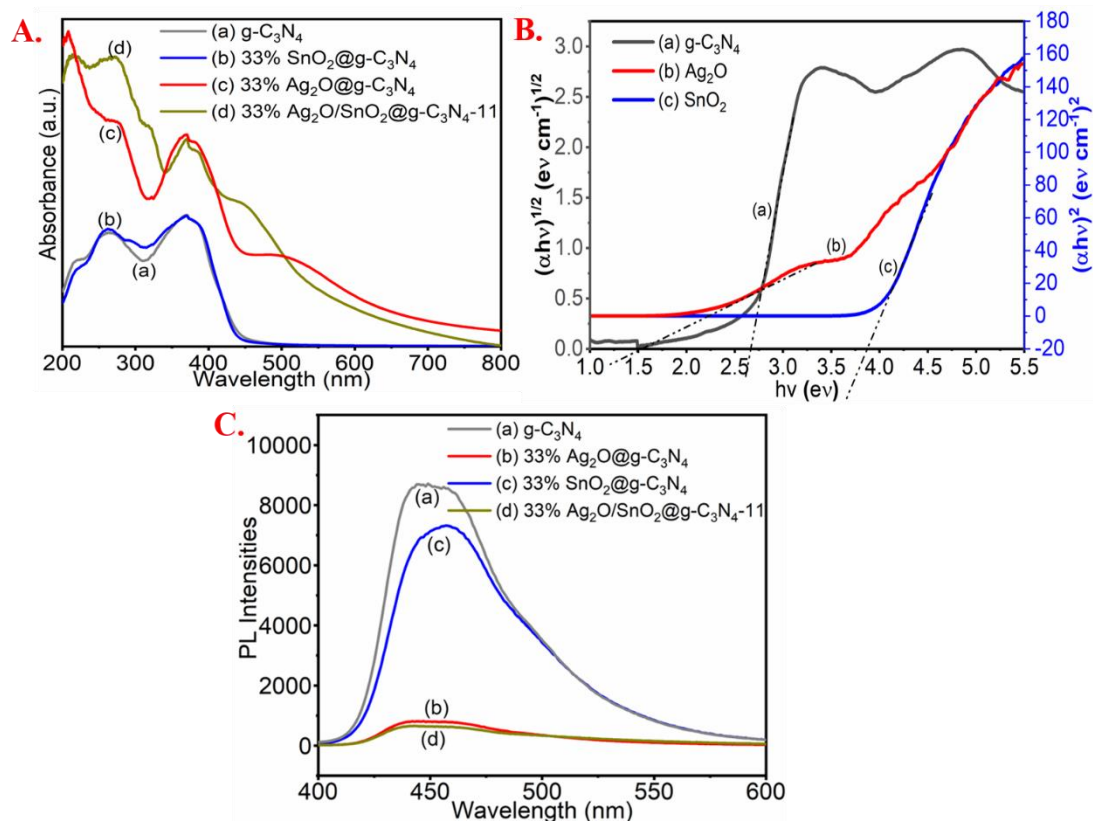 A.
(a) g-C₃N₄
(b) 33% SnO₂@g-C₃N₄
(c) 33% Ag₂O@g-C₃N₄
(d) 33% Ag₂O/SnO₂@g-C₃N₄-11
(d)
(c)
(b)
(a)
Absorbance (a.u.)
200 300 400 500 600 700 800
Wavelength (nm)
B.
(a) g-C₃N₄
(b) Ag₂O
(c) SnO₂
(a)
(b)
(c)
(αhν)¹ᐟ² (eν cm⁻¹)¹ᐟ²
3.0
2.5
2.0
1.5
1.0
0.5
0.0
180
160
140
120
100
80
60
40
20
0
-20
(αhν)² (eν cm⁻¹)²
1.0 1.5 2.0 2.5 3.0 3.5 4.0 4.5 5.0 5.5
hν (eν)
C.
(a) g-C₃N₄
(b) 33% Ag₂O@g-C₃N₄
(c) 33% SnO₂@g-C₃N₄
(d) 33% Ag₂O/SnO₂@g-C₃N₄-11
(a)
(c)
(b)
(d)
PL Intensities
10000
8000
6000
4000
2000
0
400 450 500 550 600
Wavelength (nm)